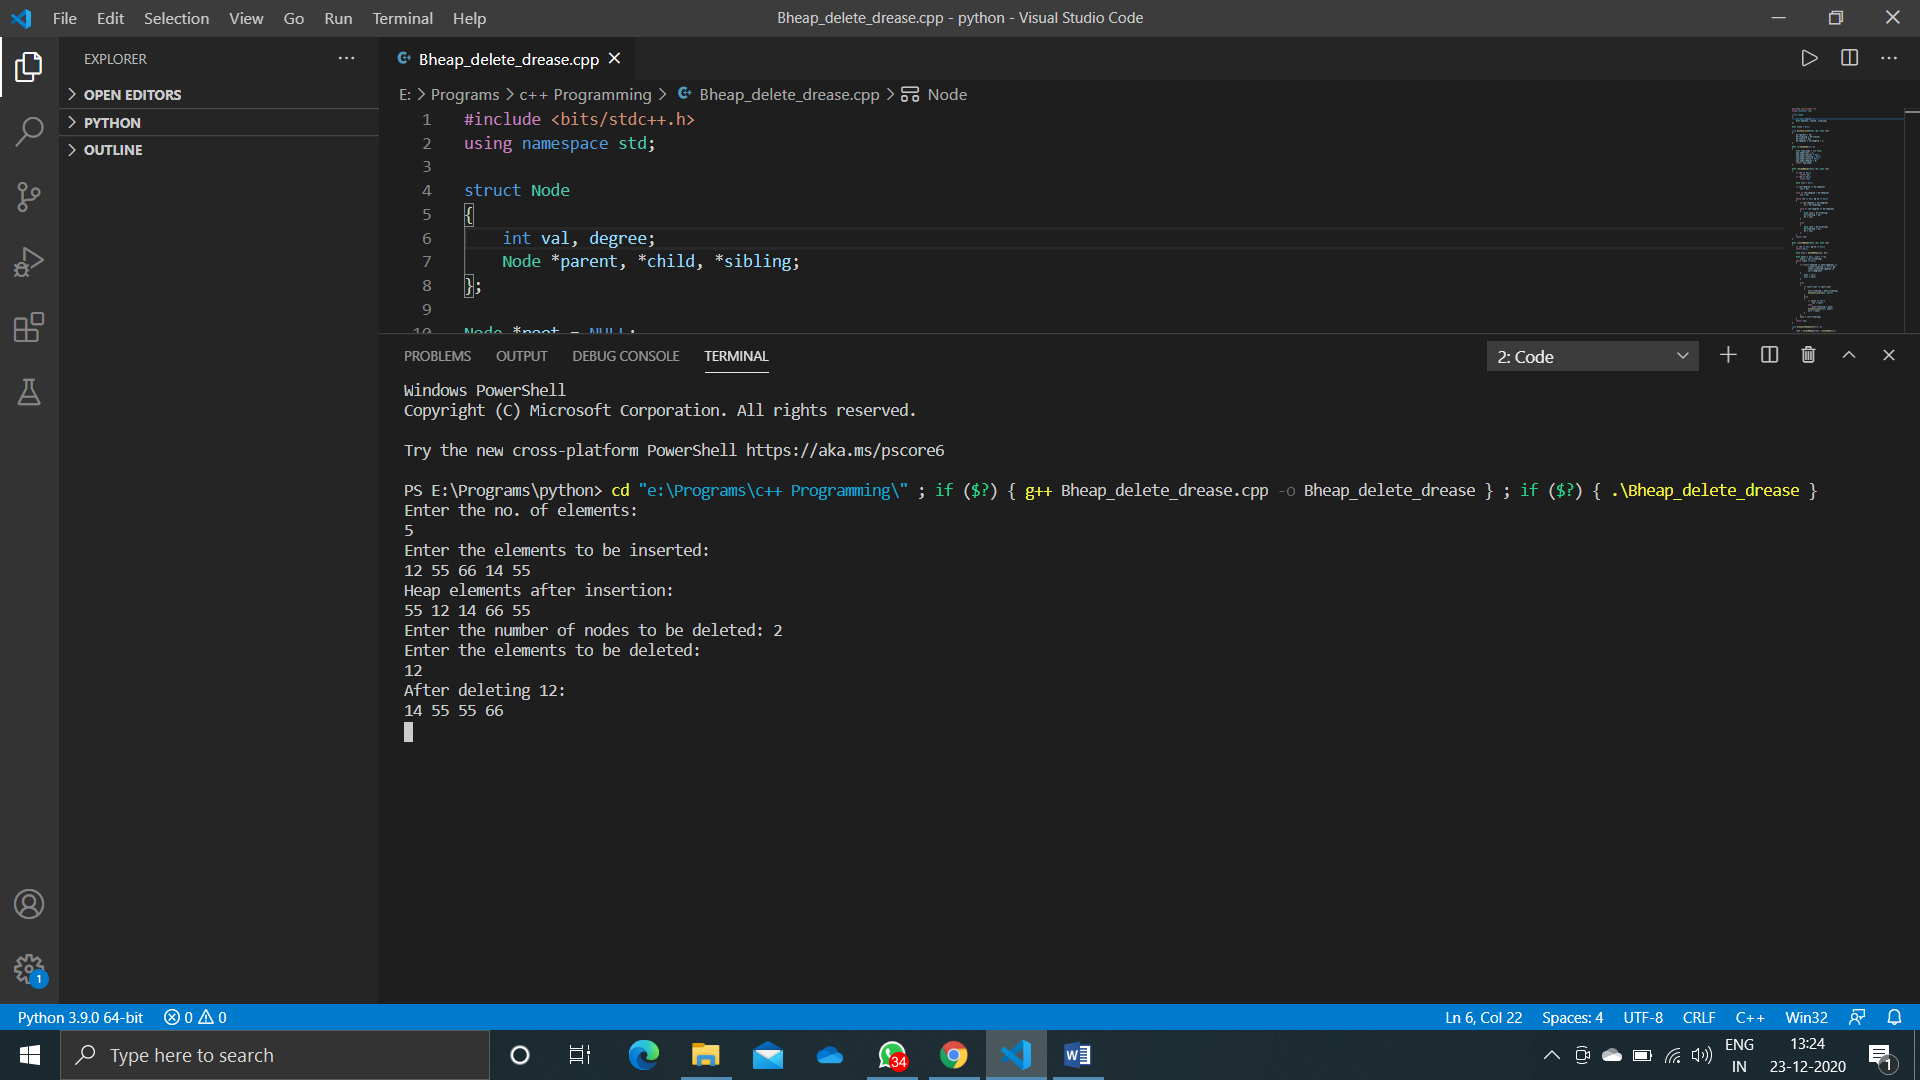 File Edit Selection View Go Run Terminal Help
Bheap_delete_drease.cpp - python - Visual Studio Code
EXPLORER
OPEN EDITORS
PYTHON
OUTLINE
Bheap_delete_drease.cpp
E: > Programs > c++ Programming > Bheap_delete_drease.cpp > Node
1 #include <bits/stdc++.h>
2 using namespace std;
3
4 struct Node
5 {
6 int val, degree;
7 Node *parent, *child, *sibling;
8 };
9
10 Node *root = NULL;
PROBLEMS OUTPUT DEBUG CONSOLE TERMINAL
2: Code
Windows PowerShell
Copyright (C) Microsoft Corporation. All rights reserved.
Try the new cross-platform PowerShell https://aka.ms/pscore6
PS E:\Programs\python> cd "e:\Programs\c++ Programming\" ; if ($?) { g++ Bheap_delete_drease.cpp -o Bheap_delete_drease } ; if ($?) { .\Bheap_delete_drease }
Enter the no. of elements:
5
Enter the elements to be inserted:
12 55 66 14 55
Heap elements after insertion:
55 12 14 66 55
Enter the number of nodes to be deleted: 2
Enter the elements to be deleted:
12
After deleting 12:
14 55 55 66
1
Python 3.9.0 64-bit 0 0
Ln 6, Col 22 Spaces: 4 UTF-8 CRLF C++ Win32
Type here to search
34
ENG
IN
13:24
23-12-2020
1